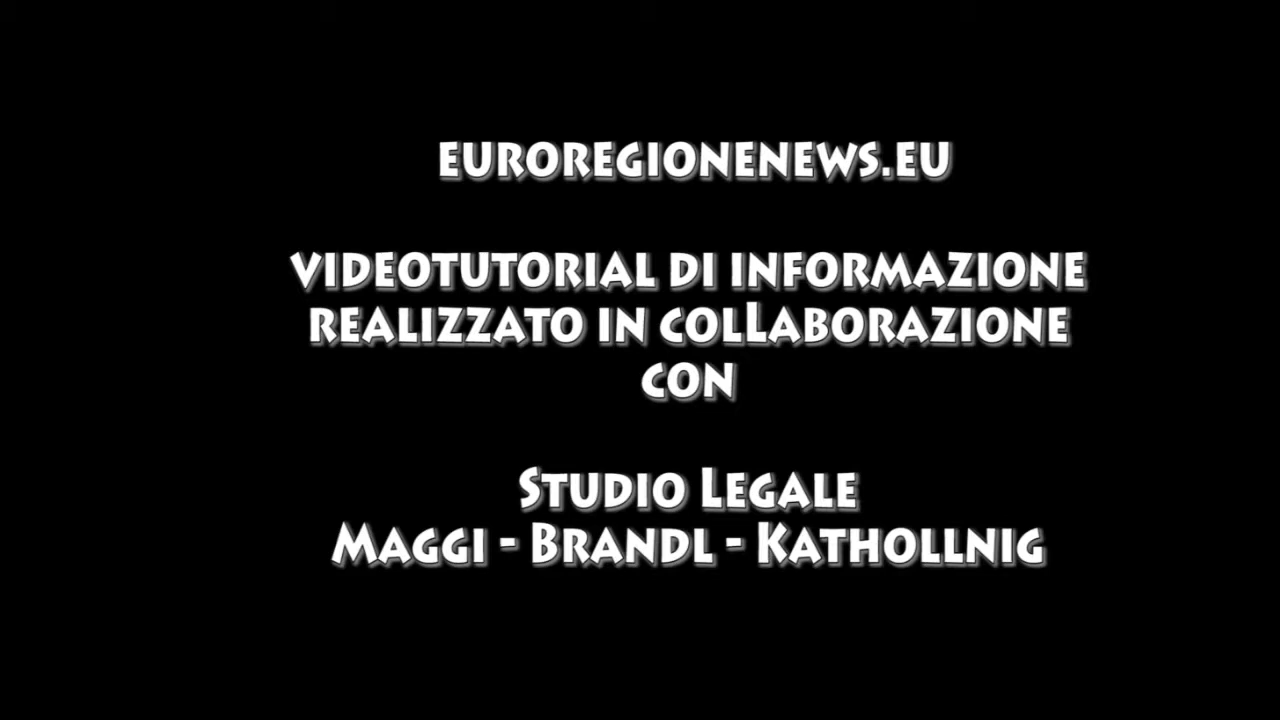 EUROREGIONENEWS.EU
VIDEOTUTORIAL DI INFORMAZIONE
REALIZZATO IN COLLABORAZIONE
CON
STUDIO LEGALE
MAGGI - BRANDL - KATHOLLNIG